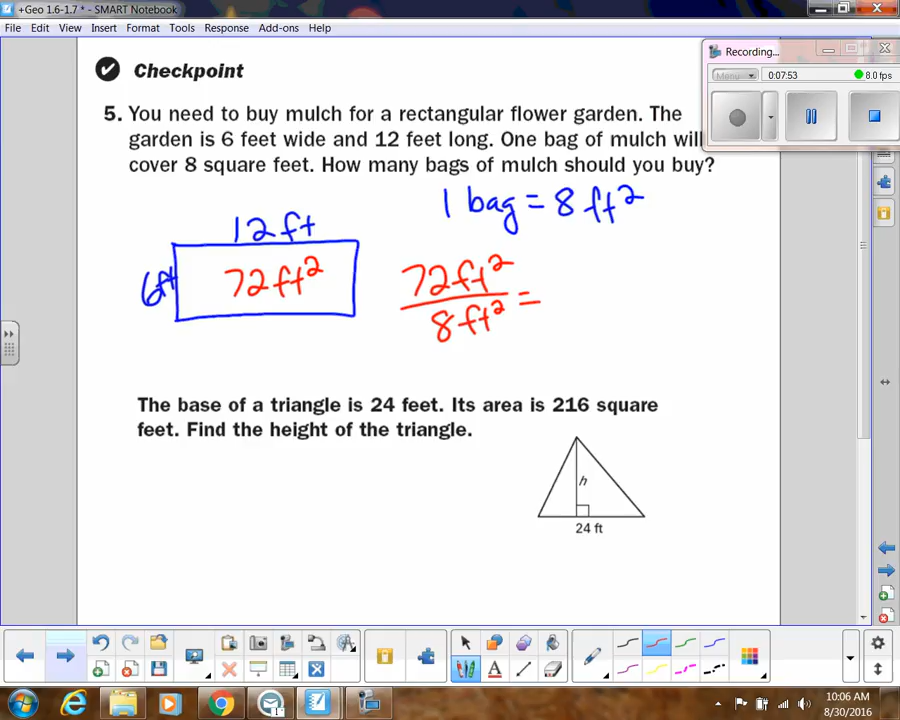 +Geo 1.6-1.7 * - SMART Notebook
File Edit View Insert Format Tools Response Add-ons Help
Recording...
Menu 0:07:53 8.0 fps
Checkpoint
5. You need to buy mulch for a rectangular flower garden. The
garden is 6 feet wide and 12 feet long. One bag of mulch will
cover 8 square feet. How many bags of mulch should you buy?
1 bag = 8 ft²
12 ft
6ft 72 ft²
72 ft²
8 ft² =
The base of a triangle is 24 feet. Its area is 216 square
feet. Find the height of the triangle.
h
24 ft
A
10:06 AM
8/30/2016